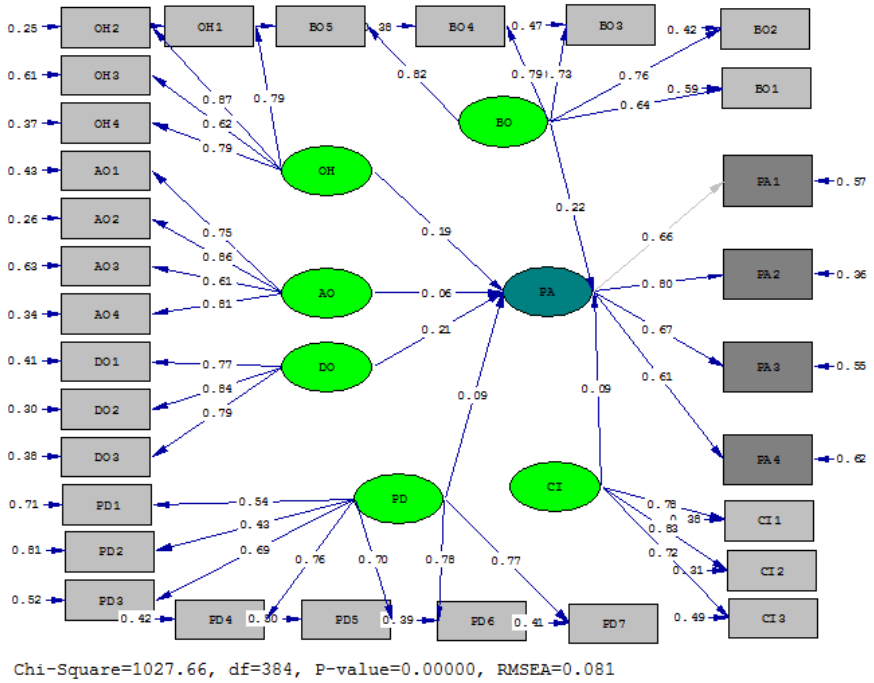 0.25 OH2 OH1 BO5 .38 BO4 0.47 BO3 0.42 BO2
0.61 OH3 0.82 0.79 0.73 0.76 0.59 BO1
0.87 0.79 0.64
0.62 BO
0.37 OH4 0.79
0.43 AO1 OH PA1 0.57
0.75 0.22
0.26 AO2 0.19 0.66
0.86
0.63 AO3 0.61 PA2 0.36
0.81 AO 0.06 PA 0.80
0.34 AO4 0.21 0.67
0.41 DO1 0.77 DO PA3 0.55
0.84 0.61
0.30 DO2 0.79 0.09 0.09
0.38 DO3 PA4 0.62
0.71 PD1 0.54 PD CI 0.78
0.43 0.83 CI1
0.81 PD2 0.69 0.72
0.76 0.70 0.78 0.77 0.31 CI2
0.52 PD3
0.42 PD4 PD5 .39 PD6 0.41 PD7 0.49 CI3
Chi-Square=1027.66, df=384, P-value=0.00000, RMSEA=0.081